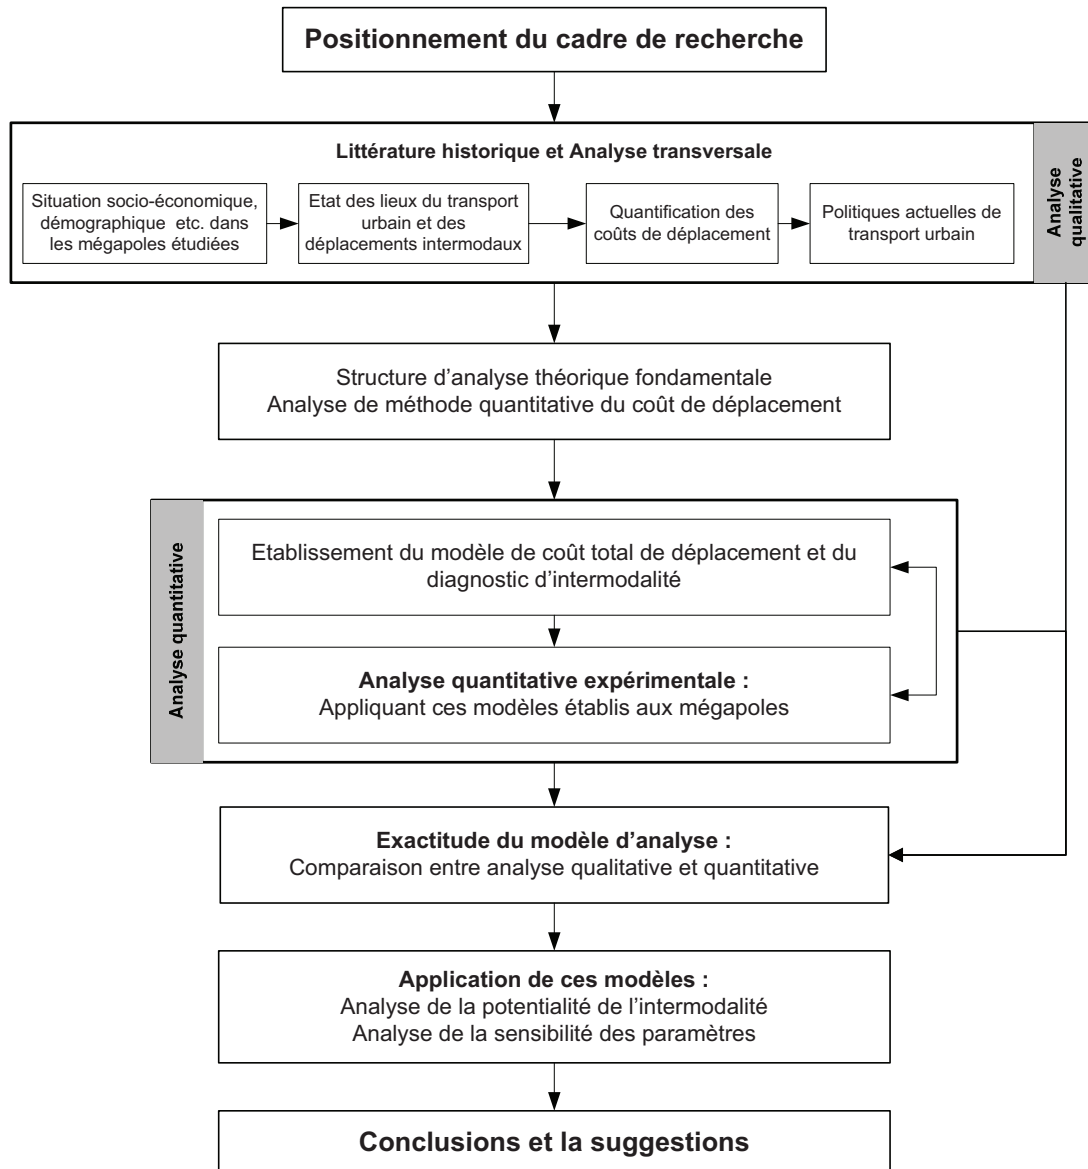 Positionnement du cadre de recherche
Littérature historique et Analyse transversale
Situation socio-économique,
démographique etc. dans
les mégapoles étudiées
Etat des lieux du transport
urbain et des
déplacements intermodaux
Quantification des
coûts de déplacement
Politiques actuelles de
transport urbain
Analyse
qualitative
Structure d'analyse théorique fondamentale
Analyse de méthode quantitative du coût de déplacement
Analyse quantitative
Etablissement du modèle de coût total de déplacement et du
diagnostic d'intermodalité
Analyse quantitative expérimentale :
Appliquant ces modèles établis aux mégapoles
Exactitude du modèle d'analyse :
Comparaison entre analyse qualitative et quantitative
Application de ces modèles :
Analyse de la potentialité de l'intermodalité
Analyse de la sensibilité des paramètres
Conclusions et la suggestions